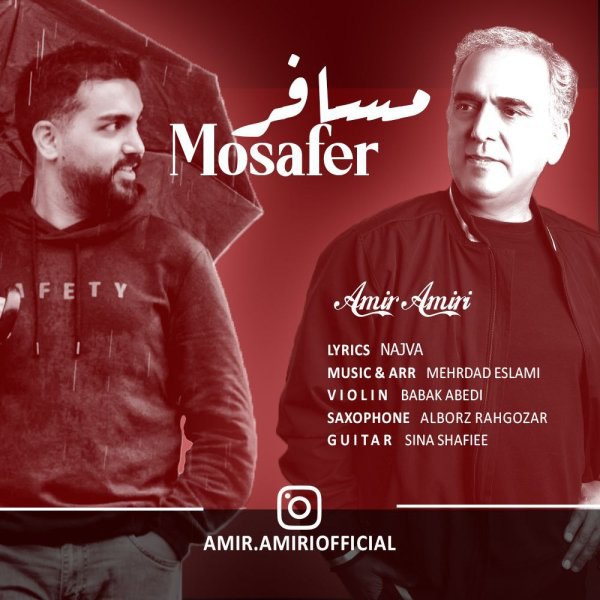 مسافر
Mosafer
AFETY
Amir Amiri
LYRICS NAJVA
MUSIC & ARR MEHRDAD ESLAMI
VIOLIN BABAK ABEDI
SAXOPHONE ALBORZ RAHGOZAR
GUITAR SINA SHAFIEE
AMIR.AMIRIOFFICIAL